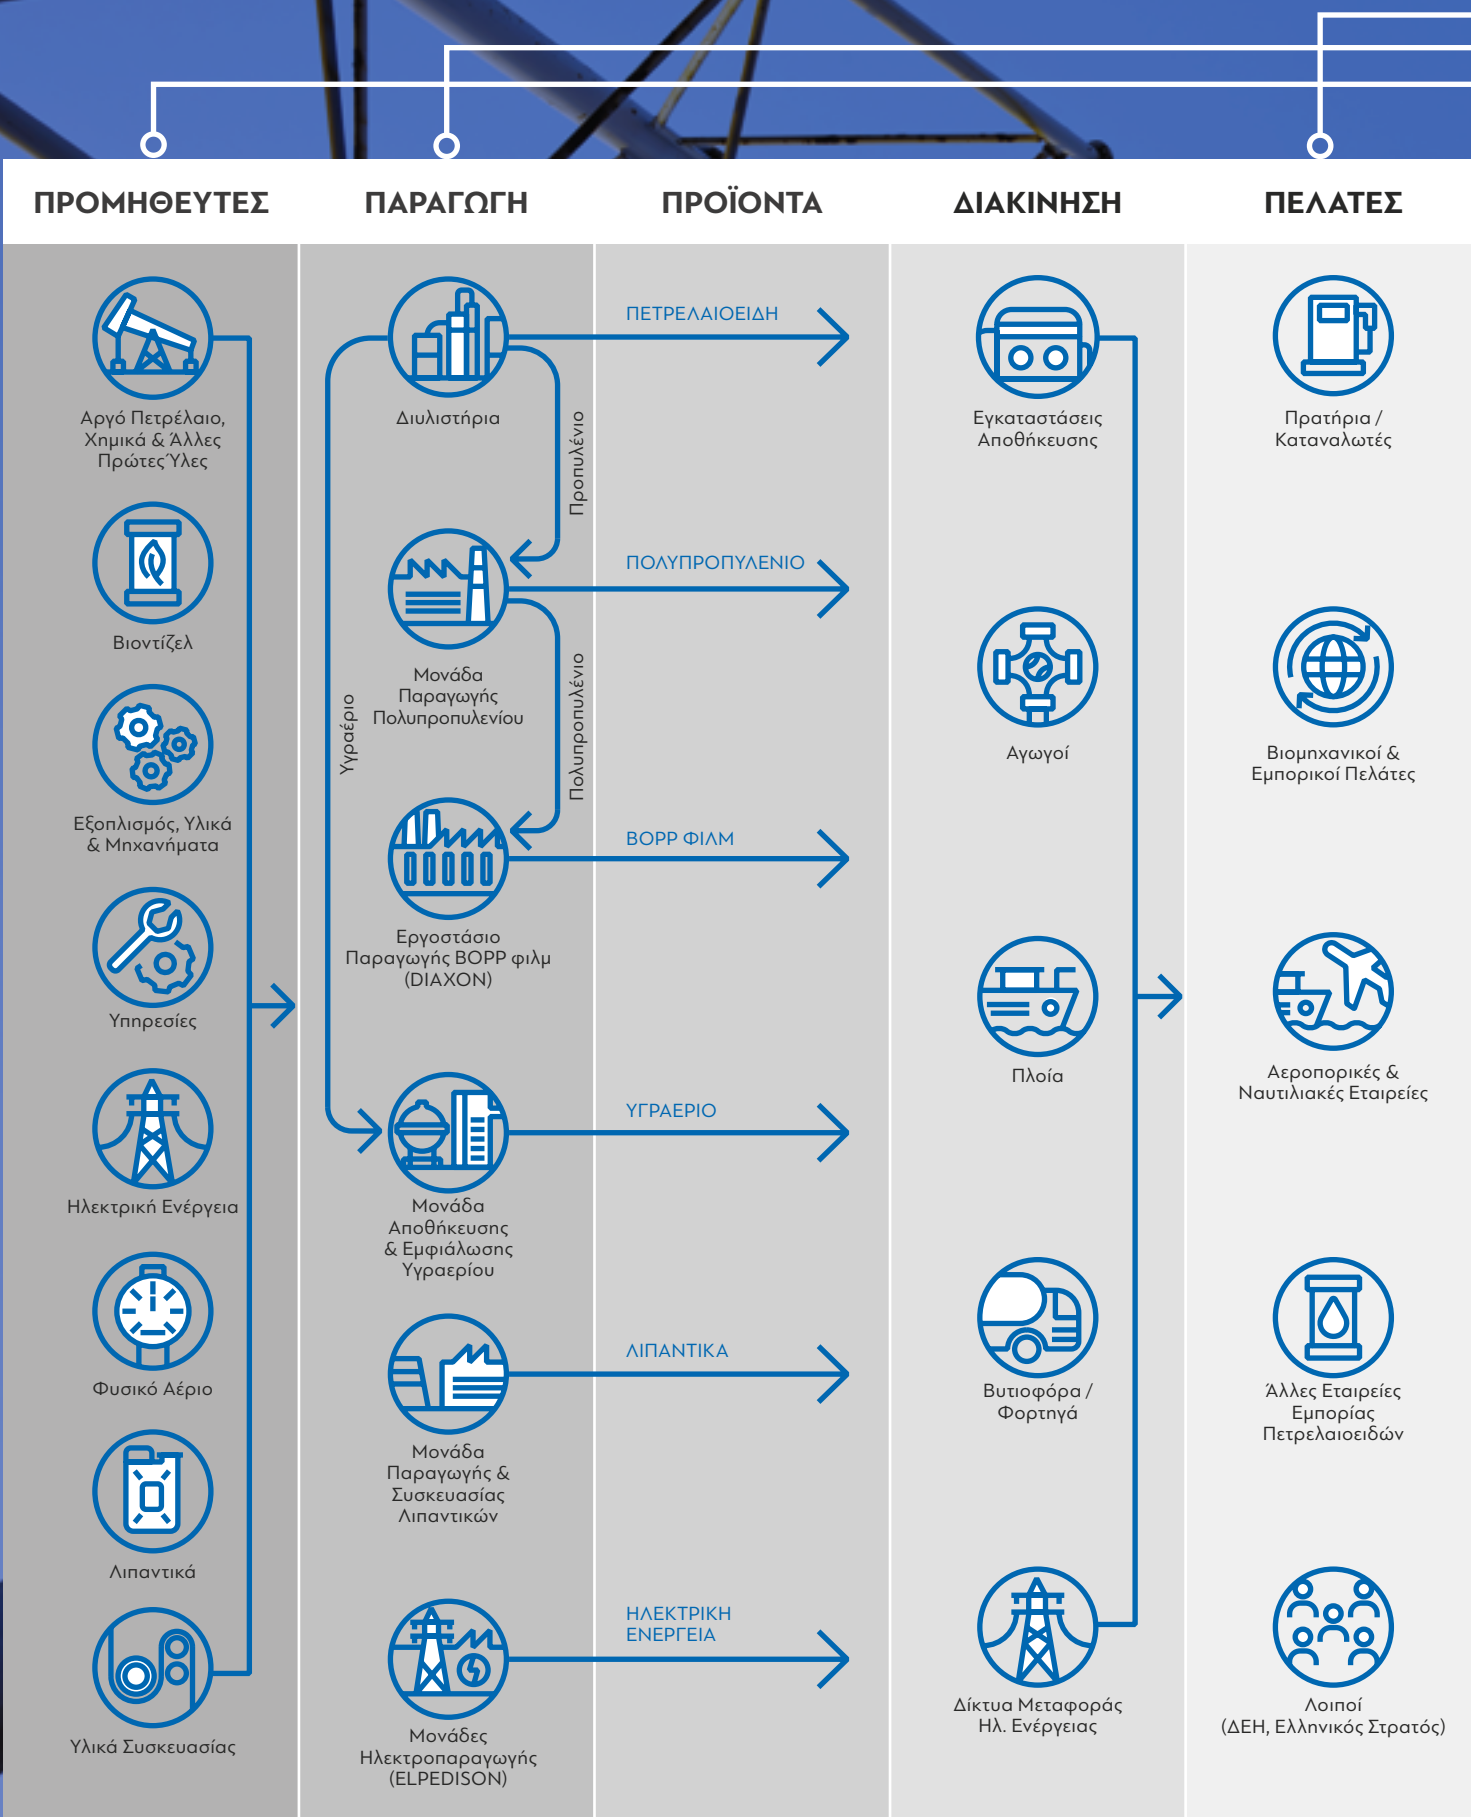 ΠΡΟΜΗΘΕΥΤΕΣ
Αργό Πετρέλαιο,
Χημικά & Άλλες
Πρώτες Ύλες
Βιοντίζελ
Εξοπλισμός, Υλικά
& Μηχανήματα
Υπηρεσίες
Ηλεκτρική Ενέργεια
Φυσικό Αέριο
Λιπαντικά
Υλικά Συσκευασίας
ΠΑΡΑΓΩΓΗ
Διυλιστήρια
Προπυλένιο
Μονάδα
Παραγωγής
Πολυπροπυλενίου
Πολυπροπυλένιο
Υγραέριο
Εργοστάσιο
Παραγωγής BOPP φιλμ
(DIAXON)
Μονάδα
Αποθήκευσης
& Εμφιάλωσης
Υγραερίου
Μονάδα
Παραγωγής &
Συσκευασίας
Λιπαντικών
Μονάδες
Ηλεκτροπαραγωγής
(ELPEDISON)
ΠΡΟΪΟΝΤΑ
ΠΕΤΡΕΛΑΙΟΕΙΔΗ
ΠΟΛΥΠΡΟΠΥΛΕΝΙΟ
BOPP ΦΙΛΜ
ΥΓΡΑΕΡΙΟ
ΛΙΠΑΝΤΙΚΑ
ΗΛΕΚΤΡΙΚΗ
ΕΝΕΡΓΕΙΑ
ΔΙΑΚΙΝΗΣΗ
Εγκαταστάσεις
Αποθήκευσης
Αγωγοί
Πλοία
Βυτιοφόρα /
Φορτηγά
Δίκτυα Μεταφοράς
Ηλ. Ενέργειας
ΠΕΛΑΤΕΣ
Πρατήρια /
Καταναλωτές
Βιομηχανικοί &
Εμπορικοί Πελάτες
Αεροπορικές &
Ναυτιλιακές Εταιρείες
Άλλες Εταιρείες
Εμπορίας
Πετρελαιοειδών
Λοιποί
(ΔΕΗ, Ελληνικός Στρατός)